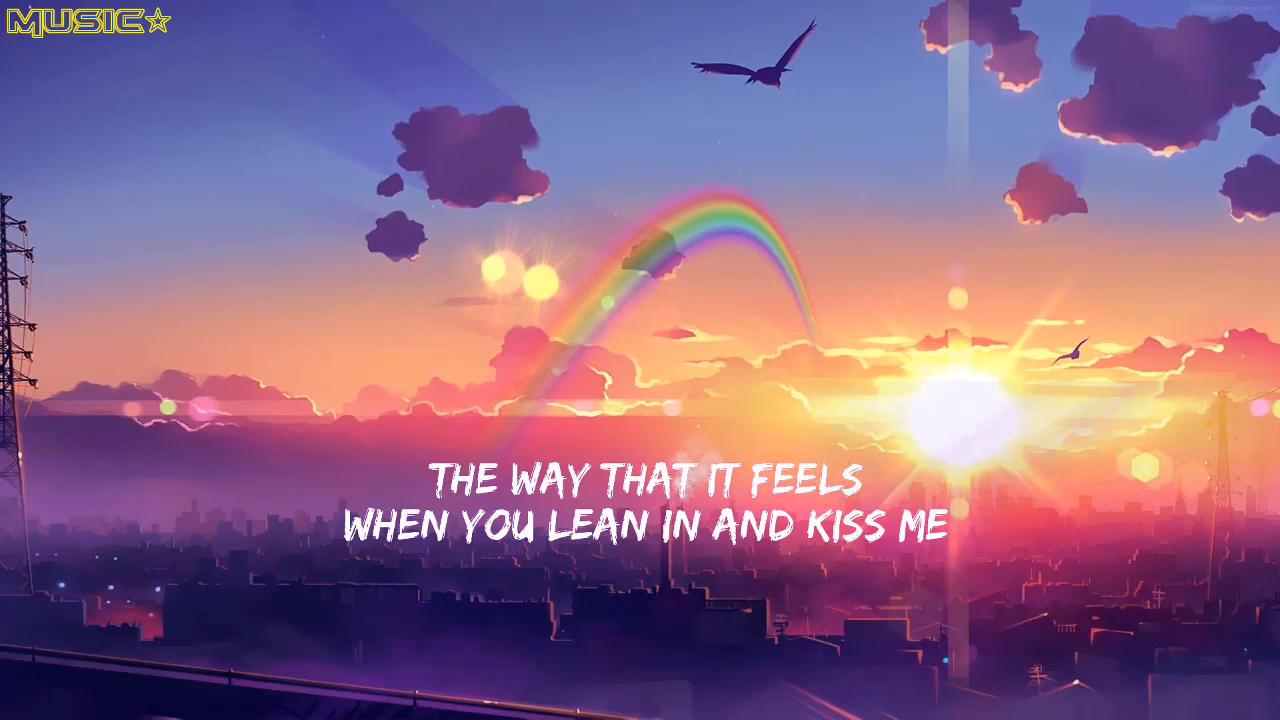 MUSIC☆
THE WAY THAT IT FEELS
WHEN YOU LEAN IN AND KISS ME